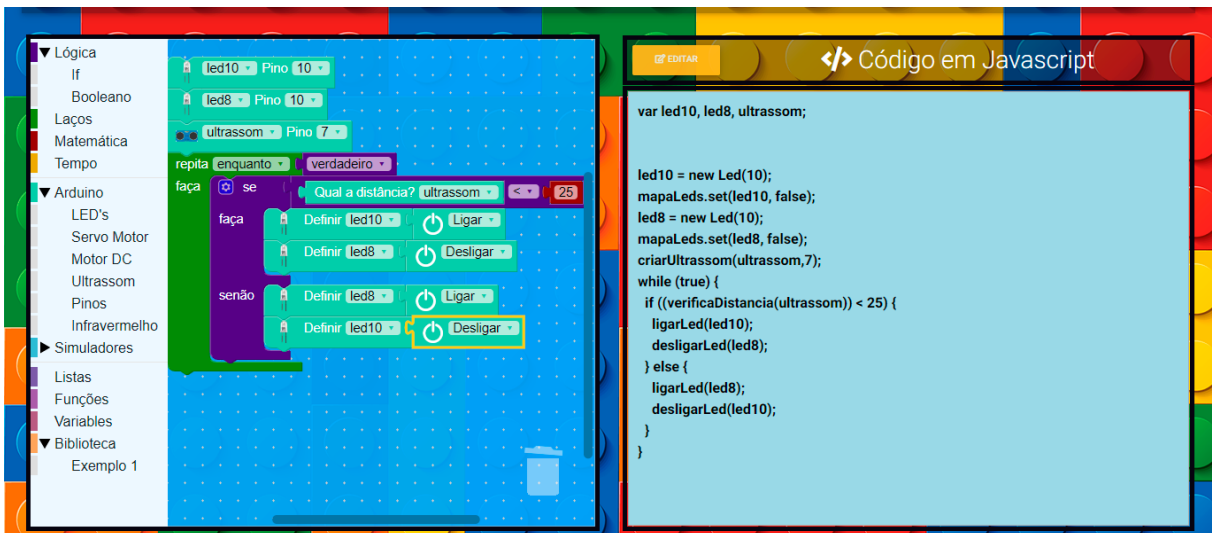 Lógica
If
Booleano
Laços
Matemática
Tempo
Arduino
LED's
Servo Motor
Motor DC
Ultrassom
Pinos
Infravermelho
Simuladores
Listas
Funções
Variables
Biblioteca
Exemplo 1
led10 Pino 10
led8 Pino 10
ultrassom Pino 7
repita enquanto verdadeiro
faça se Qual a distância? ultrassom < 25
faça Definir led10 Ligar
Definir led8 Desligar
senão Definir led8 Ligar
Definir led10 Desligar
EDITAR </> Código em Javascript
var led10, led8, ultrassom;
led10 = new Led(10);
mapaLeds.set(led10, false);
led8 = new Led(10);
mapaLeds.set(led8, false);
criarUltrassom(ultrassom,7);
while (true) {
if ((verificaDistancia(ultrassom)) < 25) {
ligarLed(led10);
desligarLed(led8);
} else {
ligarLed(led8);
desligarLed(led10);
}
}